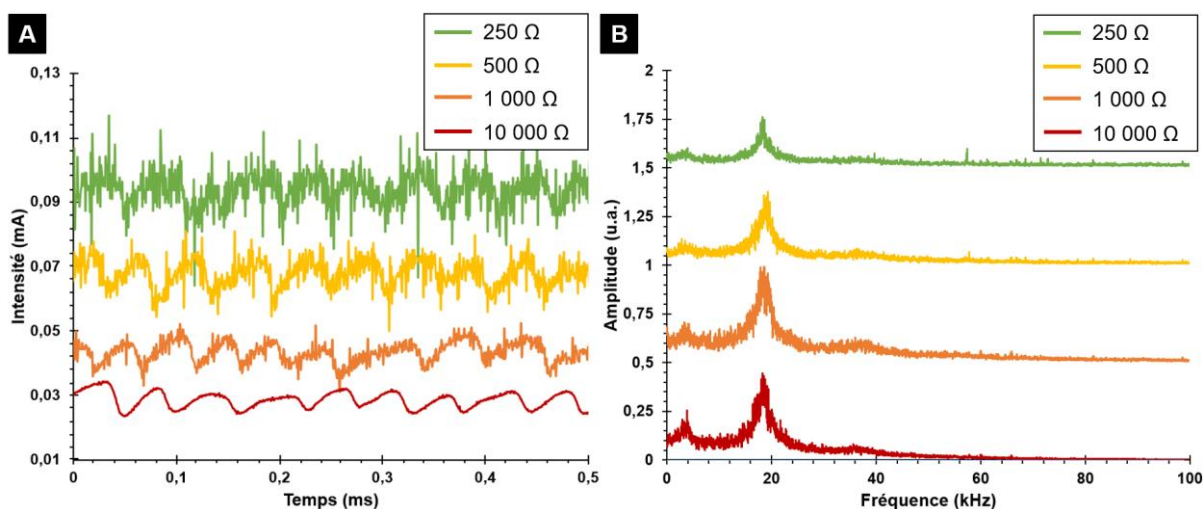 A
250 Ω
500 Ω
1 000 Ω
10 000 Ω
0,13
0,11
0,09
0,07
0,05
0,03
0,01
Intensité (mA)
0
0,1
0,2
0,3
0,4
0,5
Temps (ms)
B
250 Ω
500 Ω
1 000 Ω
10 000 Ω
2
1,75
1,5
1,25
1
0,75
0,5
0,25
0
Amplitude (u.a.)
0
20
40
60
80
100
Fréquence (kHz)